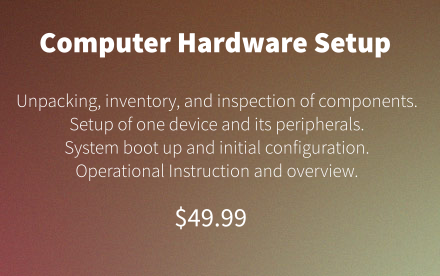 Computer Hardware Setup
Unpacking, inventory, and inspection of components.
Setup of one device and its peripherals.
System boot up and initial configuration.
Operational Instruction and overview.
$49.99